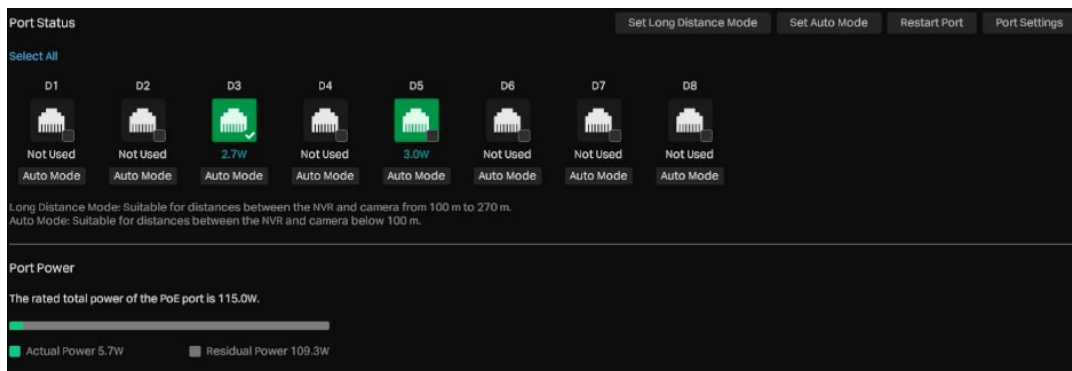 Port Status
Set Long Distance Mode Set Auto Mode Restart Port Port Settings
Select All
D1 D2 D3 D4 D5 D6 D7 D8
Not Used Not Used 2.7W Not Used 3.0W Not Used Not Used Not Used
Auto Mode Auto Mode Auto Mode Auto Mode Auto Mode Auto Mode Auto Mode Auto Mode
Long Distance Mode: Suitable for distances between the NVR and camera from 100 m to 270 m.
Auto Mode: Suitable for distances between the NVR and camera below 100 m.
Port Power
The rated total power of the PoE port is 115.0W.
Actual Power 5.7W Residual Power 109.3W